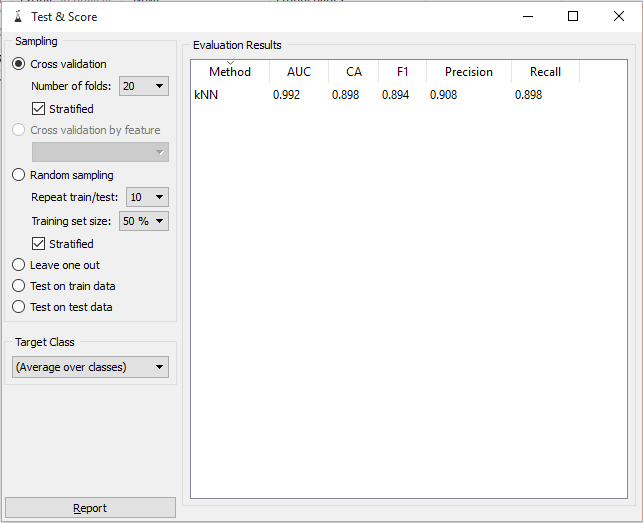 Test & Score
Sampling
Cross validation
Number of folds: 20
Stratified
Cross validation by feature
Random sampling
Repeat train/test: 10
Training set size: 50 %
Stratified
Leave one out
Test on train data
Test on test data
Target Class
(Average over classes)
Report
Evaluation Results
Method AUC CA F1 Precision Recall
kNN 0.992 0.898 0.894 0.908 0.898